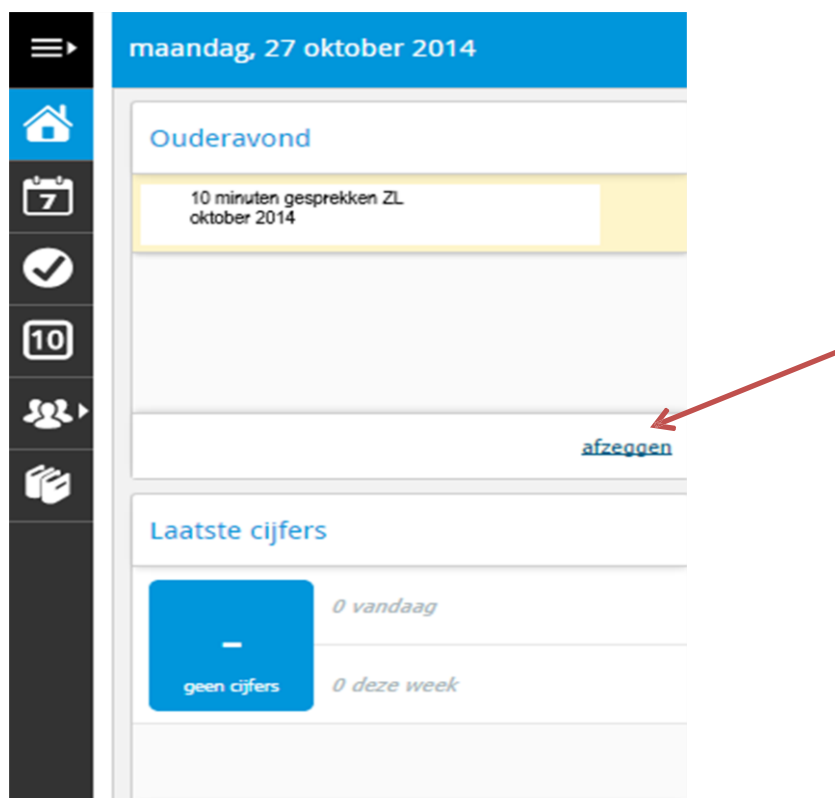 maandag, 27 oktober 2014
Ouderavond
7
10 minuten gesprekken ZL
oktober 2014
10
afzeggen
Laatste cijfers
0 vandaag
-
geen cijfers
0 deze week